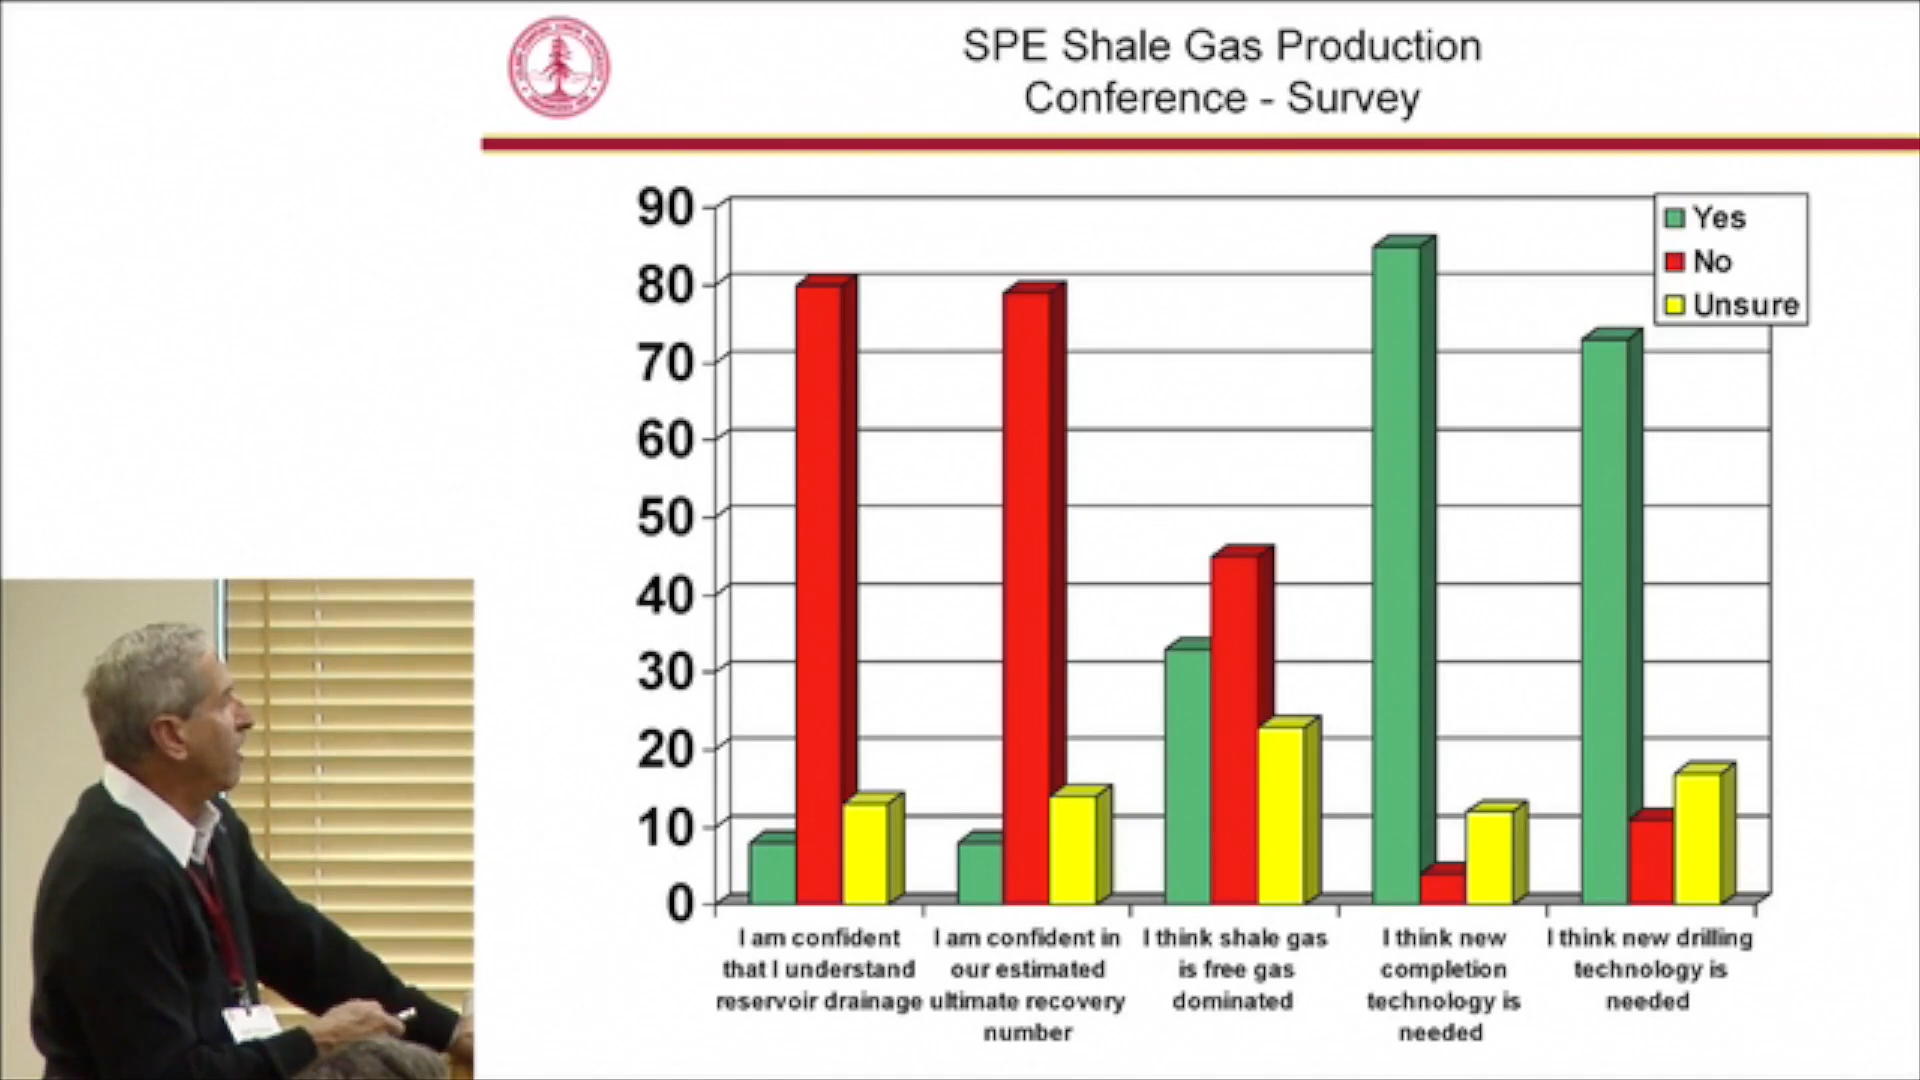 SPE Shale Gas Production
Conference - Survey
90
80
70
60
50
40
30
20
10
0
Yes
No
Unsure
I am confident
that I understand
reservoir drainage
I am confident in
our estimated
ultimate recovery
number
I think shale gas
is free gas
dominated
I think new
completion
technology is
needed
I think new drilling
technology is
needed